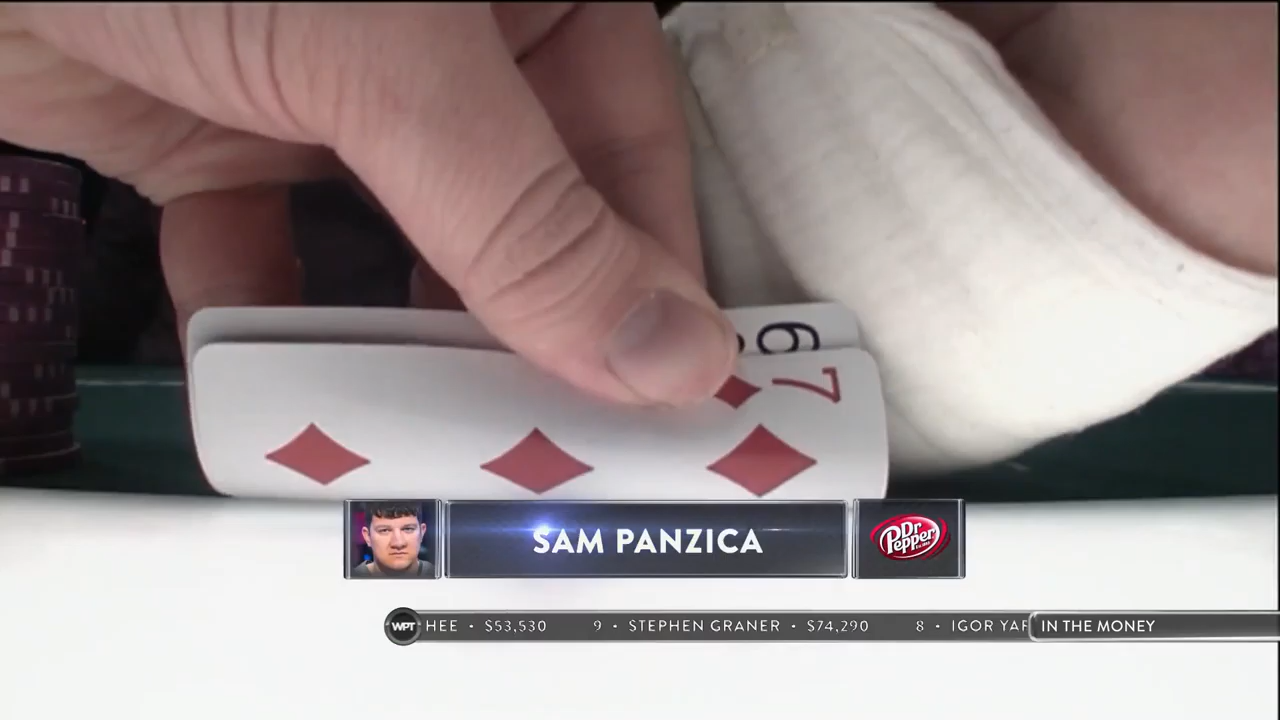 6
7
SAM PANZICA
Dr
Pepper
WPT HEE · $53,530 9 · STEPHEN GRANER · $74,290 8 · IGOR YAF IN THE MONEY